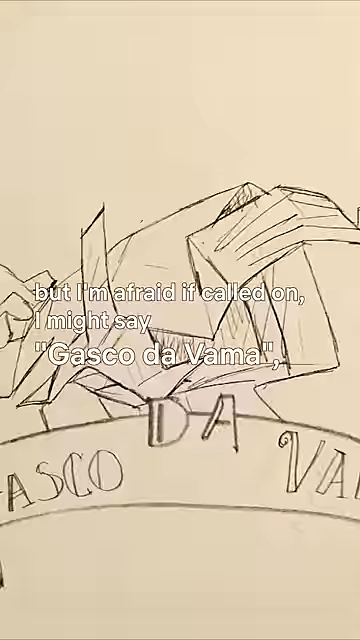 but I'm afraid if called on,
I might say
"Gasco da Vama",
DA
ASCO VA